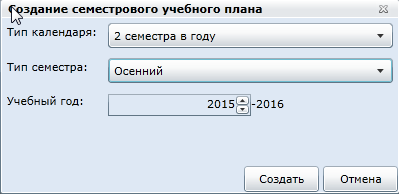 Создание семестрового учебного плана
Тип календаря: 2 семестра в году
Тип семестра: Осенний
Учебный год: 2015-2016
Создать Отмена